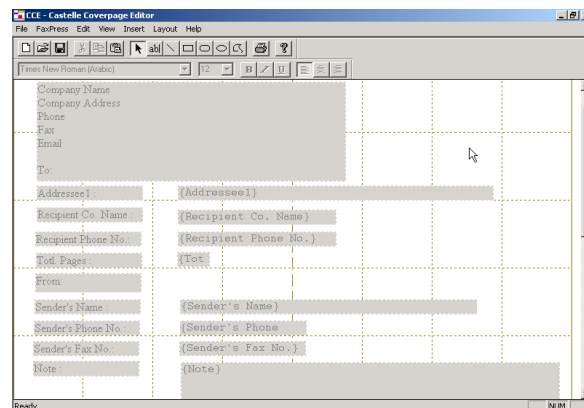 CCE - Castelle Coverpage Editor
File FaxPress Edit View Insert Layout Help
ab|
Times New Roman (Arabic) 12 B I U
Company Name
Company Address
Phone
Fax
Email
To:
Addressee1 : {Addressee1}
Recipient Co. Name : {Recipient Co. Name}
Recipient Phone No.: {Recipient Phone No.}
Totl. Pages : {Tot
From:
Sender's Name : {Sender's Name}
Sender's Phone No.: {Sender's Phone
Sender's Fax No.: {Sender's Fax No.}
Note : {Note}
Ready NUM